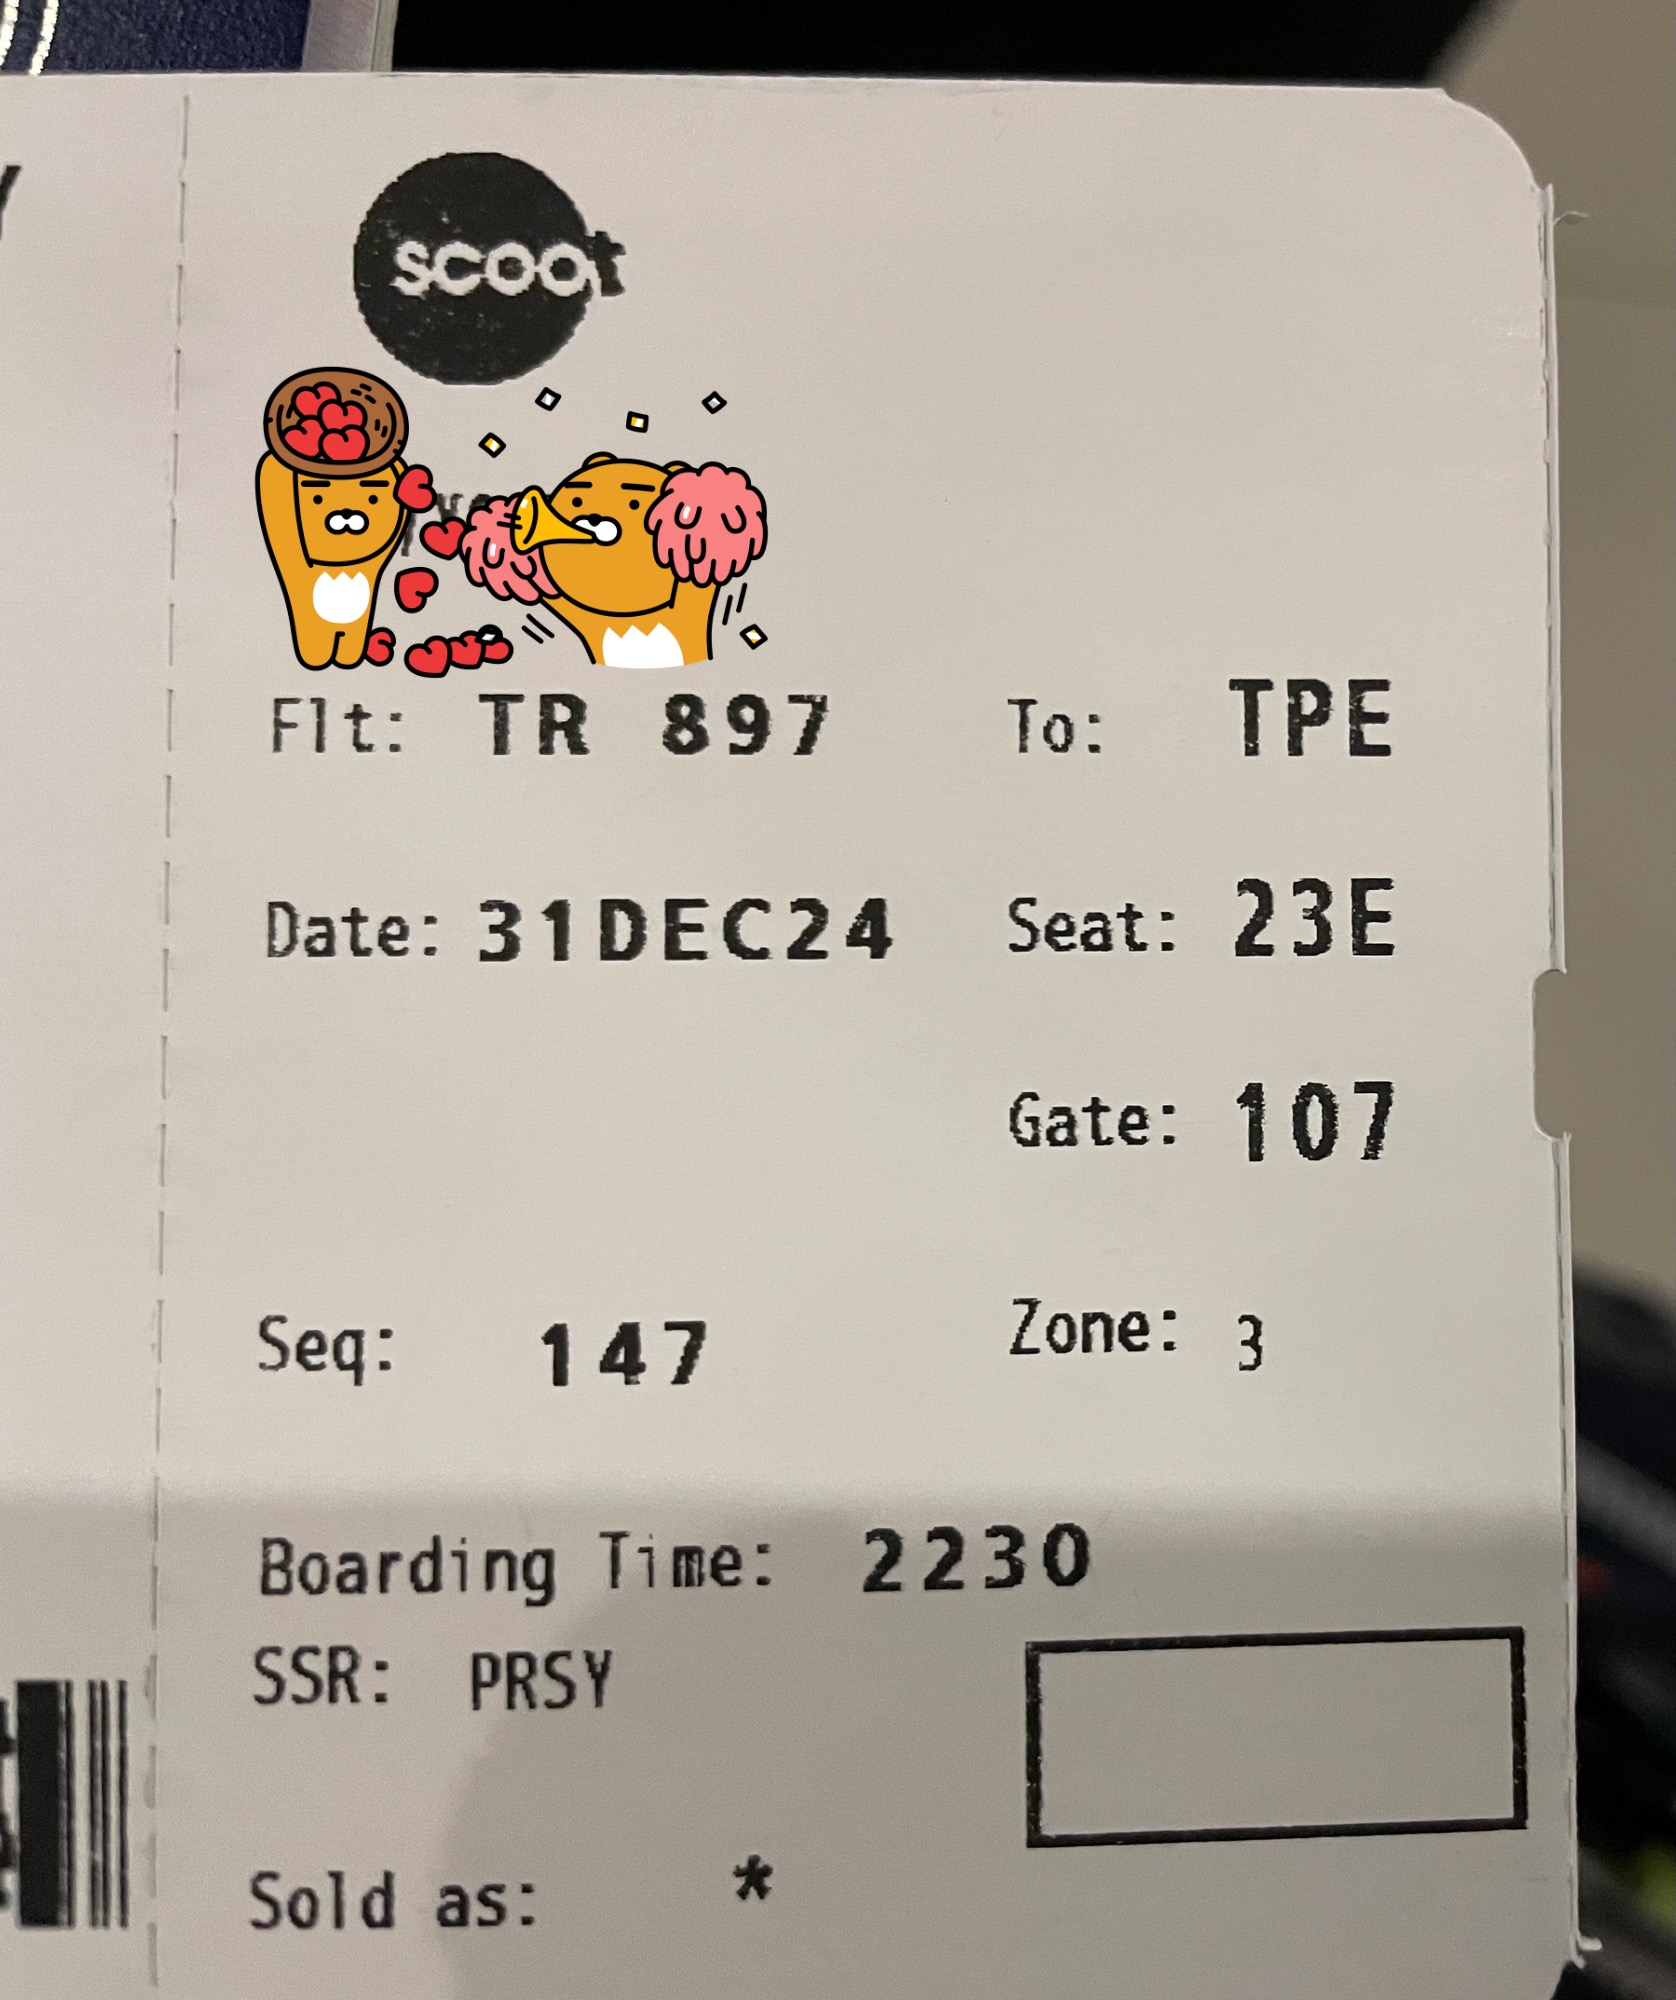 scoot
Flt: TR 897 To: TPE
Date: 31DEC24 Seat: 23E
Gate: 107
Seq: 147 Zone: 3
Boarding Time: 2230
SSR: PRSY
Sold as: *